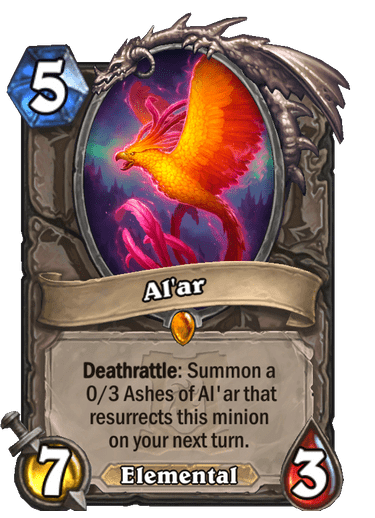 5
Al'ar
Deathrattle: Summon a
0/3 Ashes of Al'ar that
resurrects this minion
on your next turn.
7
Elemental
3